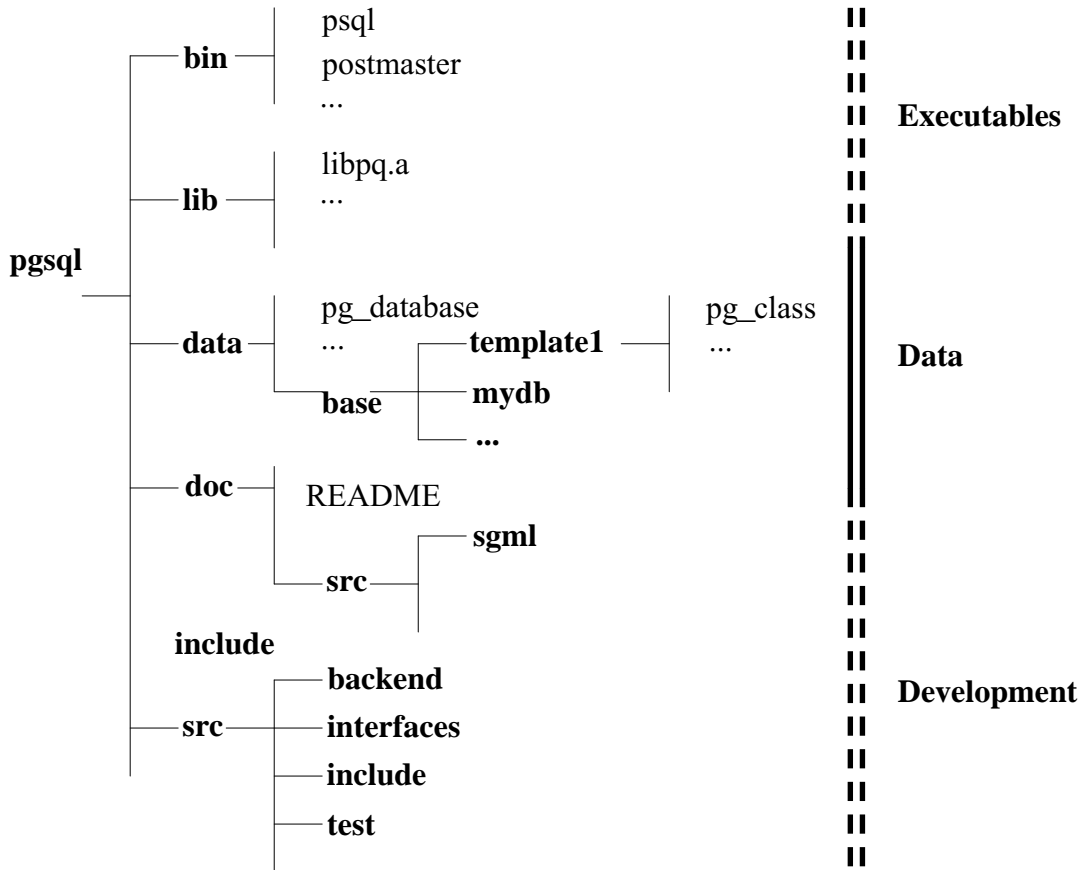 psql
bin
postmaster
...
Executables
libpq.a
lib
...
pgsql
pg_database
pg_class
data
...
template1
...
Data
base
mydb
...
doc
README
sgml
src
include
backend
Development
src
interfaces
include
test